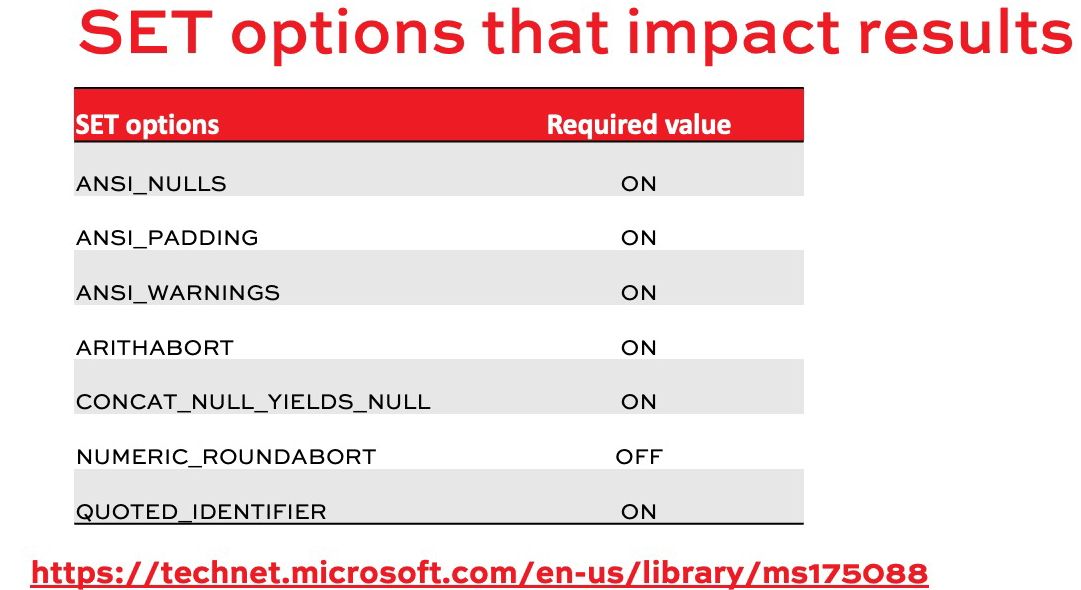 SET options that impact results
SET options Required value
ANSI_NULLS ON
ANSI_PADDING ON
ANSI_WARNINGS ON
ARITHABORT ON
CONCAT_NULL_YIELDS_NULL ON
NUMERIC_ROUNDABORT OFF
QUOTED_IDENTIFIER ON
https://technet.microsoft.com/en-us/library/ms175088